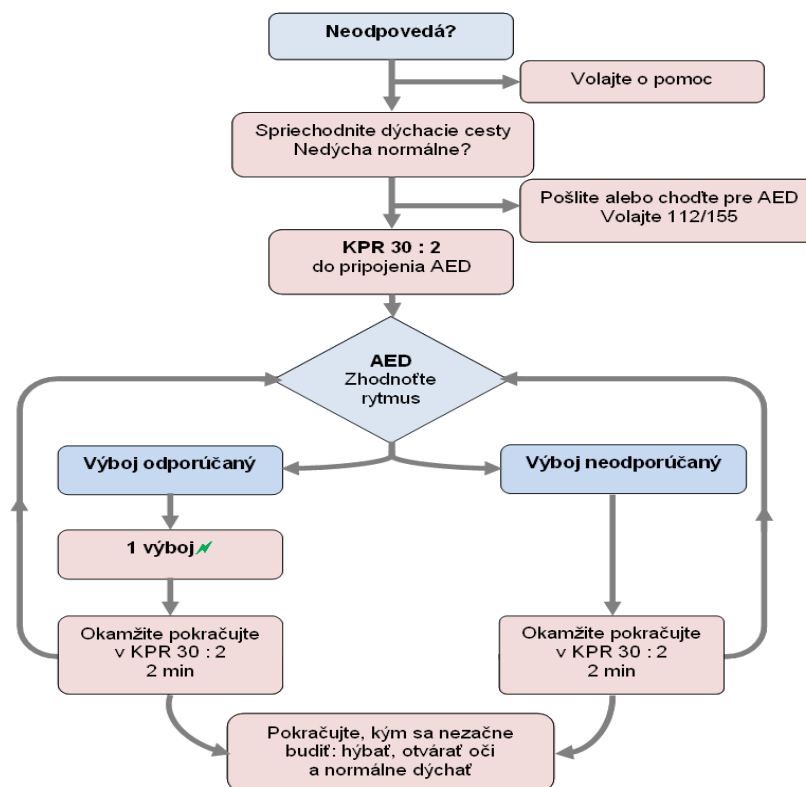 Neodpovedá?
Volajte o pomoc
Spriechodnite dýchacie cesty
Nedýcha normálne?
Pošlite alebo choďte pre AED
Volajte 112/155
KPR 30 : 2
do pripojenia AED
AED
Zhodnoťte
rytmus
Výboj odporúčaný
Výboj neodporúčaný
1 výboj
Okamžite pokračujte
v KPR 30 : 2
2 min
Okamžite pokračujte
v KPR 30 : 2
2 min
Pokračujte, kým sa nezačne
budiť: hýbať, otvárať oči
a normálne dýchať